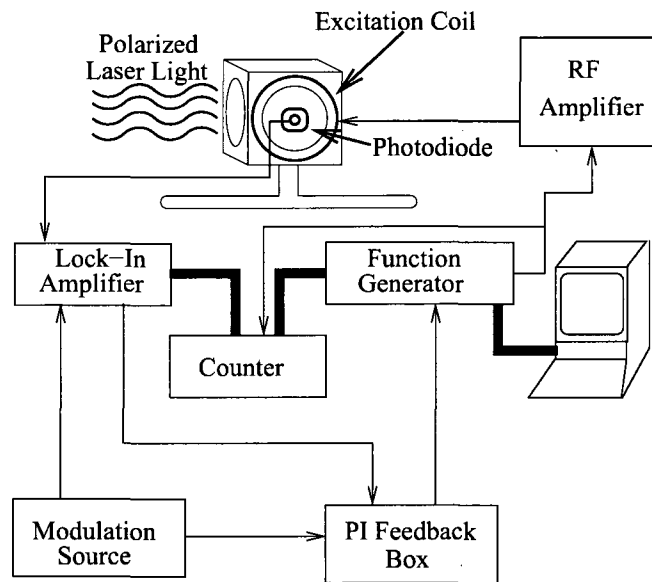 Excitation Coil
Polarized
Laser Light
RF
Amplifier
Photodiode
Lock-In
Amplifier
Function
Generator
Counter
Modulation
Source
PI Feedback
Box